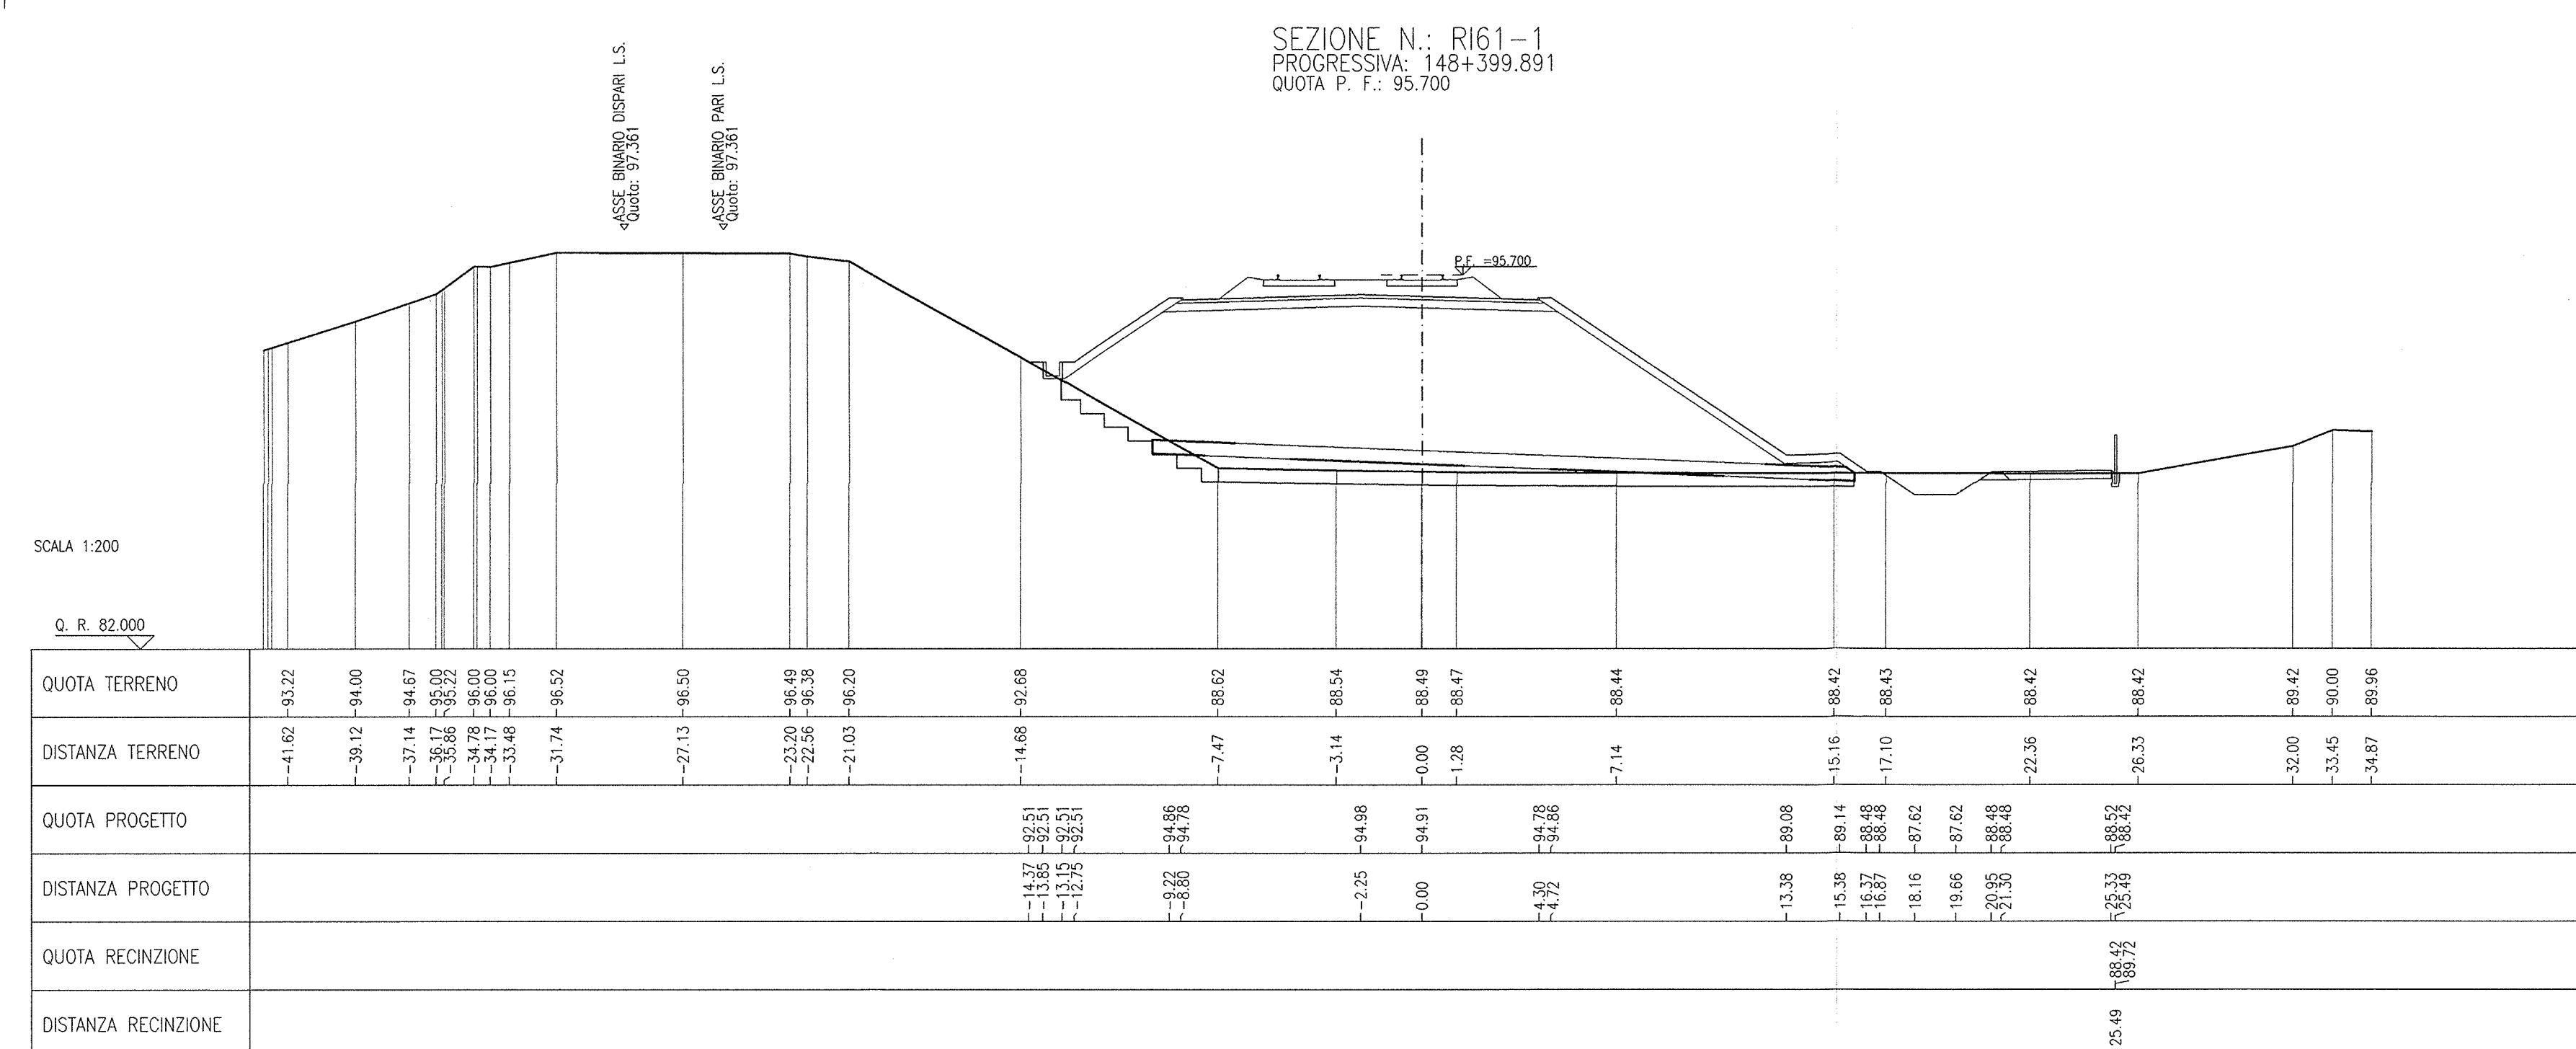 SEZIONE N.: RI61-1
PROGRESSIVA: 148+399.891
QUOTA P. F.: 95.700
ASSE BINARIO DISPARI L.S.
Quota: 97.361
ASSE BINARIO PARI L.S.
Quota: 97.361
P.F. =95.700
SCALA 1:200
Q. R. 82.000
QUOTA TERRENO 93.22 94.00 94.67 95.00 95.22 96.00 96.00 96.15 96.52 96.50 96.49 96.38 96.20 92.68 88.62 88.54 88.49 88.47 88.44 88.42 88.43 88.42 88.42 89.42 90.00 89.96
DISTANZA TERRENO -41.62 -39.12 -37.14 -36.17 -35.86 -34.78 -34.17 -33.48 -31.74 -27.13 -23.20 -22.56 -21.03 -14.68 -7.47 -3.14 0.00 1.28 7.14 15.16 17.10 22.36 26.33 32.00 33.45 34.87
QUOTA PROGETTO 92.51 92.51 92.51 92.51 94.86 94.78 94.98 94.91 94.78 94.86 89.08 89.14 88.48 88.48 87.62 87.62 88.48 88.48 88.52 88.42
DISTANZA PROGETTO -14.37 -13.85 -13.15 -12.75 -9.22 -8.80 -2.25 0.00 4.30 4.72 13.38 15.38 16.37 16.87 18.16 19.66 20.95 21.30 25.33 25.49
QUOTA RECINZIONE 88.42 89.72
DISTANZA RECINZIONE 25.49